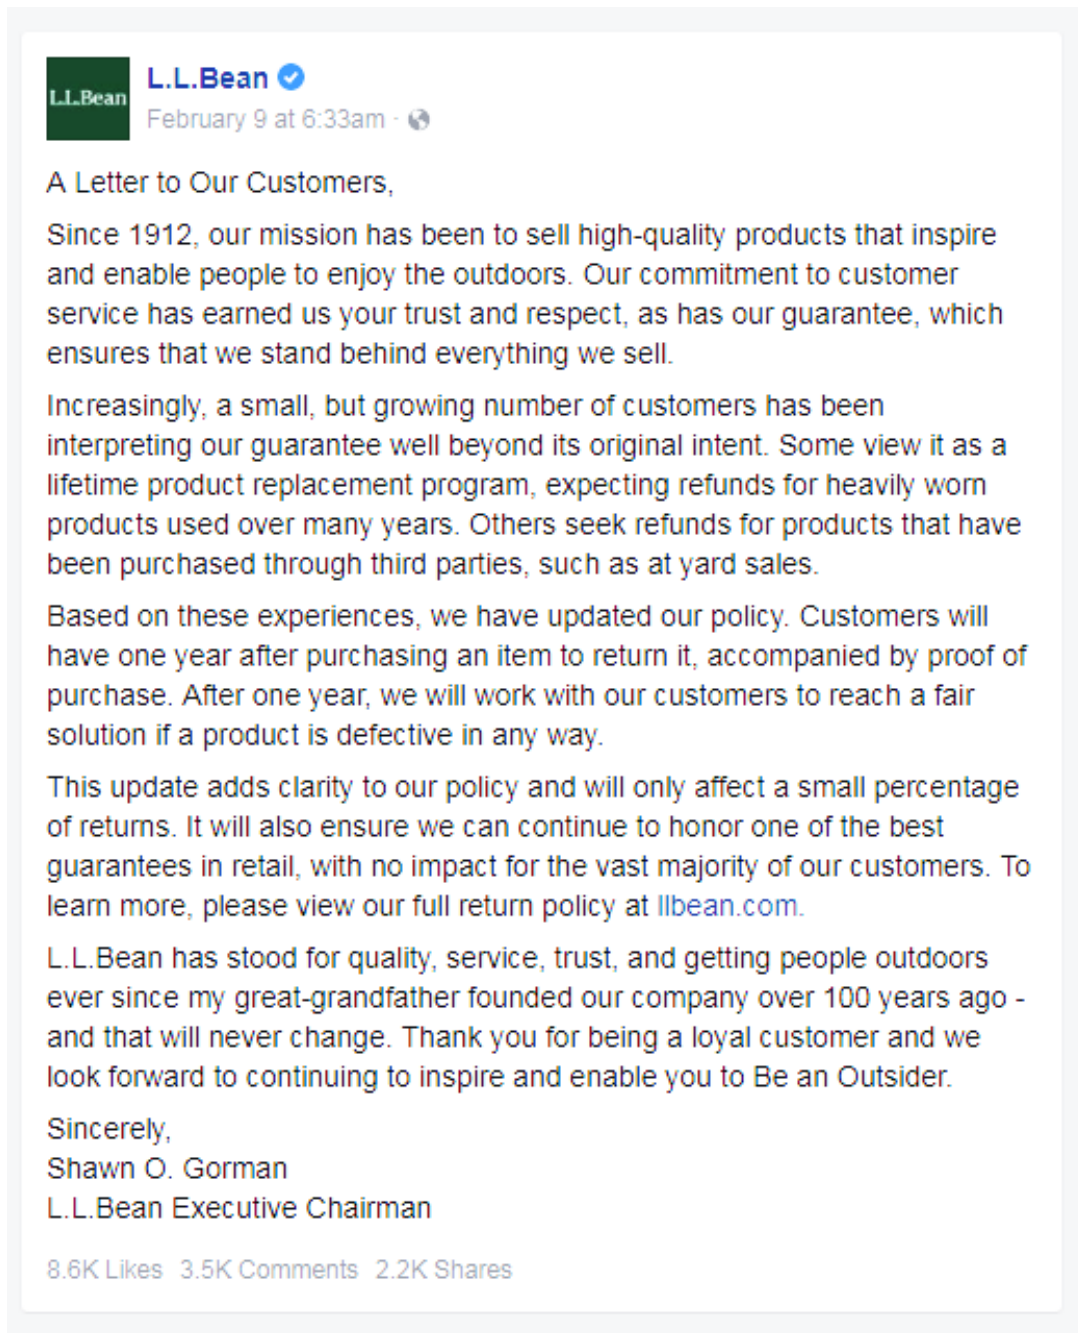 L.L.Bean
L.L.Bean
February 9 at 6:33am ·
A Letter to Our Customers,
Since 1912, our mission has been to sell high-quality products that inspire
and enable people to enjoy the outdoors. Our commitment to customer
service has earned us your trust and respect, as has our guarantee, which
ensures that we stand behind everything we sell.
Increasingly, a small, but growing number of customers has been
interpreting our guarantee well beyond its original intent. Some view it as a
lifetime product replacement program, expecting refunds for heavily worn
products used over many years. Others seek refunds for products that have
been purchased through third parties, such as at yard sales.
Based on these experiences, we have updated our policy. Customers will
have one year after purchasing an item to return it, accompanied by proof of
purchase. After one year, we will work with our customers to reach a fair
solution if a product is defective in any way.
This update adds clarity to our policy and will only affect a small percentage
of returns. It will also ensure we can continue to honor one of the best
guarantees in retail, with no impact for the vast majority of our customers. To
learn more, please view our full return policy at llbean.com.
L.L.Bean has stood for quality, service, trust, and getting people outdoors
ever since my great-grandfather founded our company over 100 years ago -
and that will never change. Thank you for being a loyal customer and we
look forward to continuing to inspire and enable you to Be an Outsider.
Sincerely,
Shawn O. Gorman
L.L.Bean Executive Chairman
8.6K Likes 3.5K Comments 2.2K Shares